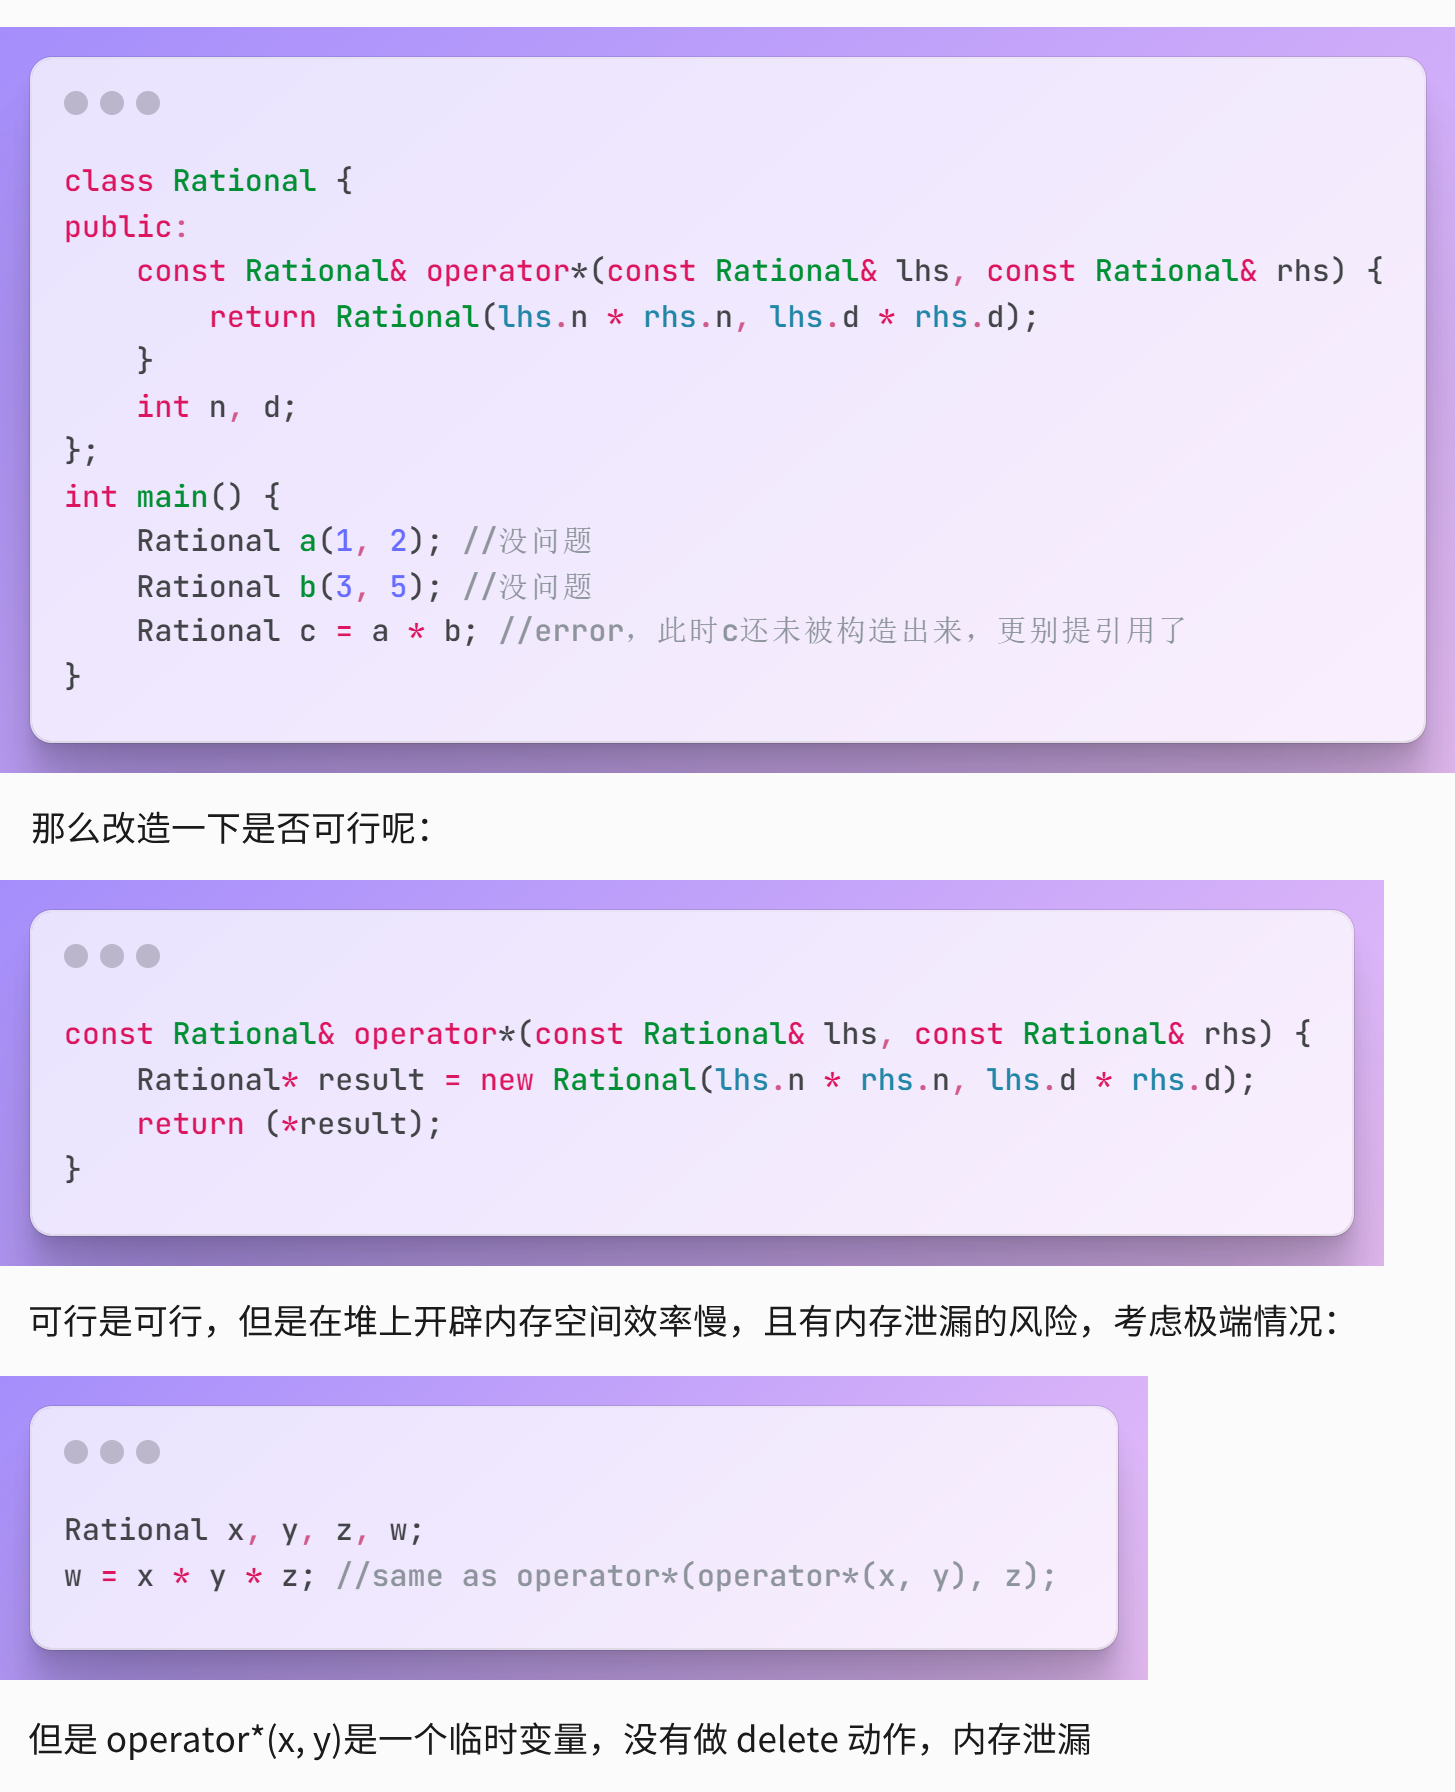 class Rational {
public:
    const Rational& operator*(const Rational& lhs, const Rational& rhs) {
        return Rational(lhs.n * rhs.n, lhs.d * rhs.d);
    }
    int n, d;
};
int main() {
    Rational a(1, 2); //没问题
    Rational b(3, 5); //没问题
    Rational c = a * b; //error，此时c还未被构造出来，更别提引用了
}
那么改造一下是否可行呢：
const Rational& operator*(const Rational& lhs, const Rational& rhs) {
    Rational* result = new Rational(lhs.n * rhs.n, lhs.d * rhs.d);
    return (*result);
}
可行是可行，但是在堆上开辟内存空间效率慢，且有内存泄漏的风险，考虑极端情况：
Rational x, y, z, w;
w = x * y * z; //same as operator*(operator*(x, y), z);
但是 operator*(x, y)是一个临时变量，没有做 delete 动作，内存泄漏